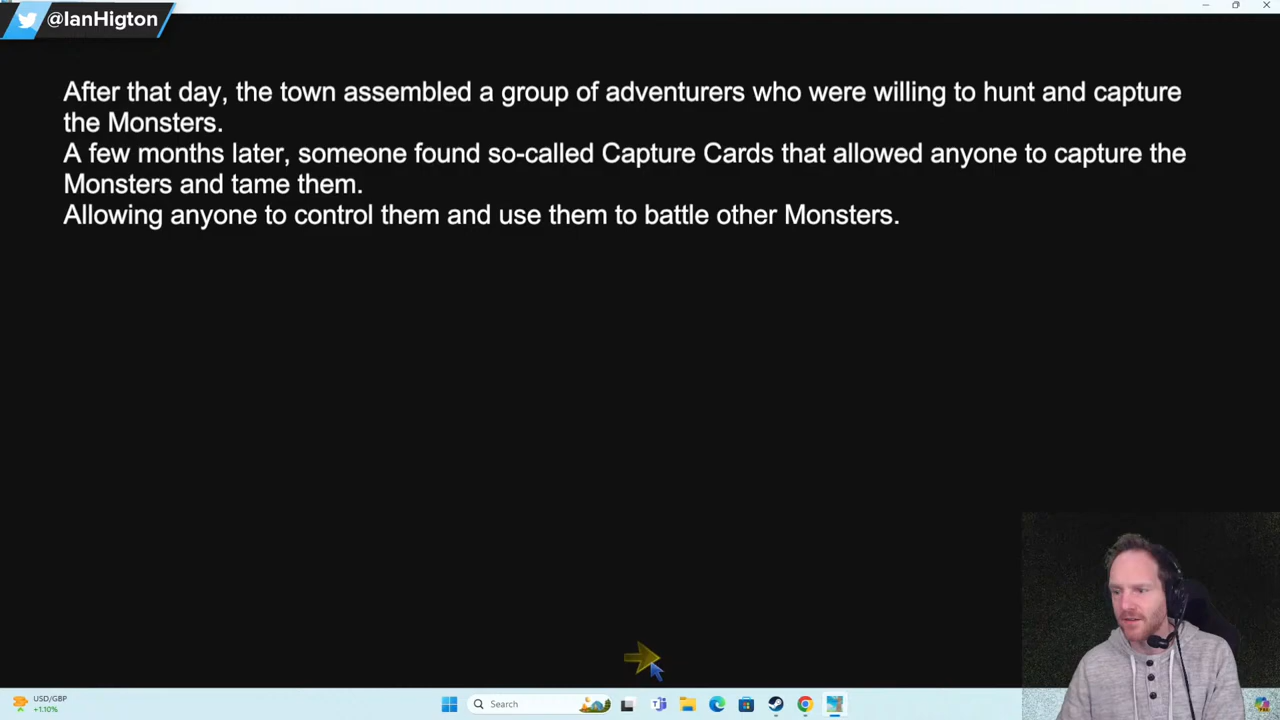 @IanHigton
After that day, the town assembled a group of adventurers who were willing to hunt and capture
the Monsters.
A few months later, someone found so-called Capture Cards that allowed anyone to capture the
Monsters and tame them.
Allowing anyone to control them and use them to battle other Monsters.
USD/GBP
+1.10%
Search